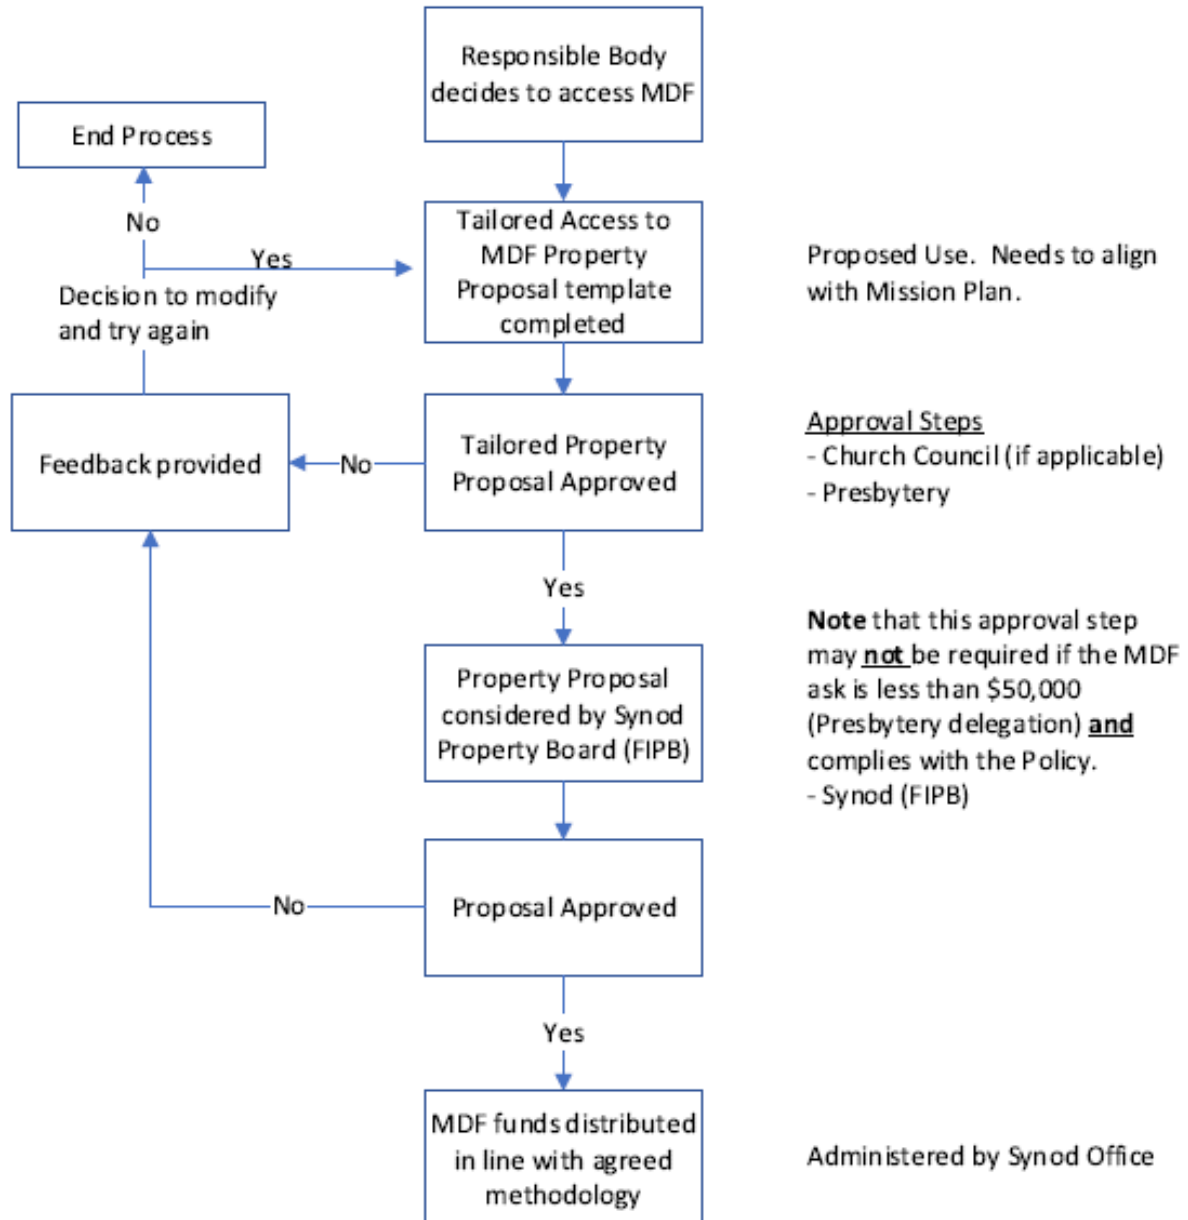 Responsible Body
decides to access MDF
End Process
No
Yes
Decision to modify
and try again
Tailored Access to
MDF Property
Proposal template
completed
Proposed Use.  Needs to align
with Mission Plan.
Feedback provided
No
Tailored Property
Proposal Approved
Approval Steps
- Church Council (if applicable)
- Presbytery
Yes
Property Proposal
considered by Synod
Property Board (FIPB)
Note that this approval step
may not be required if the MDF
ask is less than $50,000
(Presbytery delegation) and
complies with the Policy.
- Synod (FIPB)
No
Proposal Approved
Yes
MDF funds distributed
in line with agreed
methodology
Administered by Synod Office